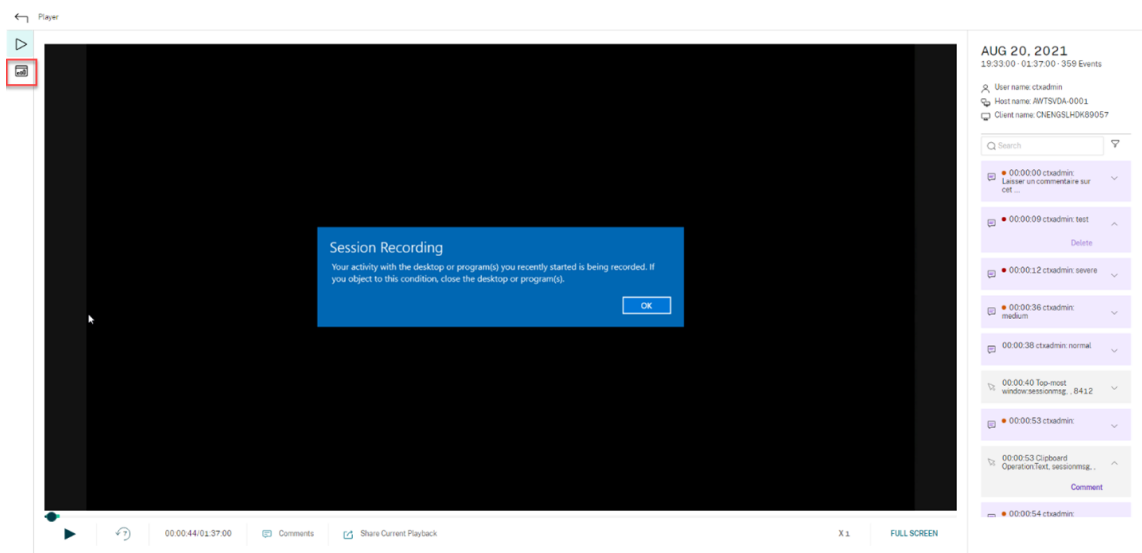 Player
AUG 20, 2021
19:33:00 - 01:37:00 - 359 Events
User name: ctxadmin
Host name: AWTSVDA-0001
Client name: CNENGSLHDK89057
Search
00:00:00 ctxadmin:
Laisser un commentaire sur
cet ...
00:00:09 ctxadmin: test
Delete
00:00:12 ctxadmin: severe
00:00:36 ctxadmin:
medium
00:00:38 ctxadmin: normal
00:00:40 Top-most
window:sessionmsg, , 8412
00:00:53 ctxadmin:
00:00:53 Clipboard
Operation:Text, sessionmsg, ..
Comment
00:00:54 ctxadmin:
Session Recording
Your activity with the desktop or program(s) you recently started is being recorded. If
you object to this condition, close the desktop or program(s).
OK
7
00:00:44/01:37:00
Comments
Share Current Playback
X 1
FULL SCREEN